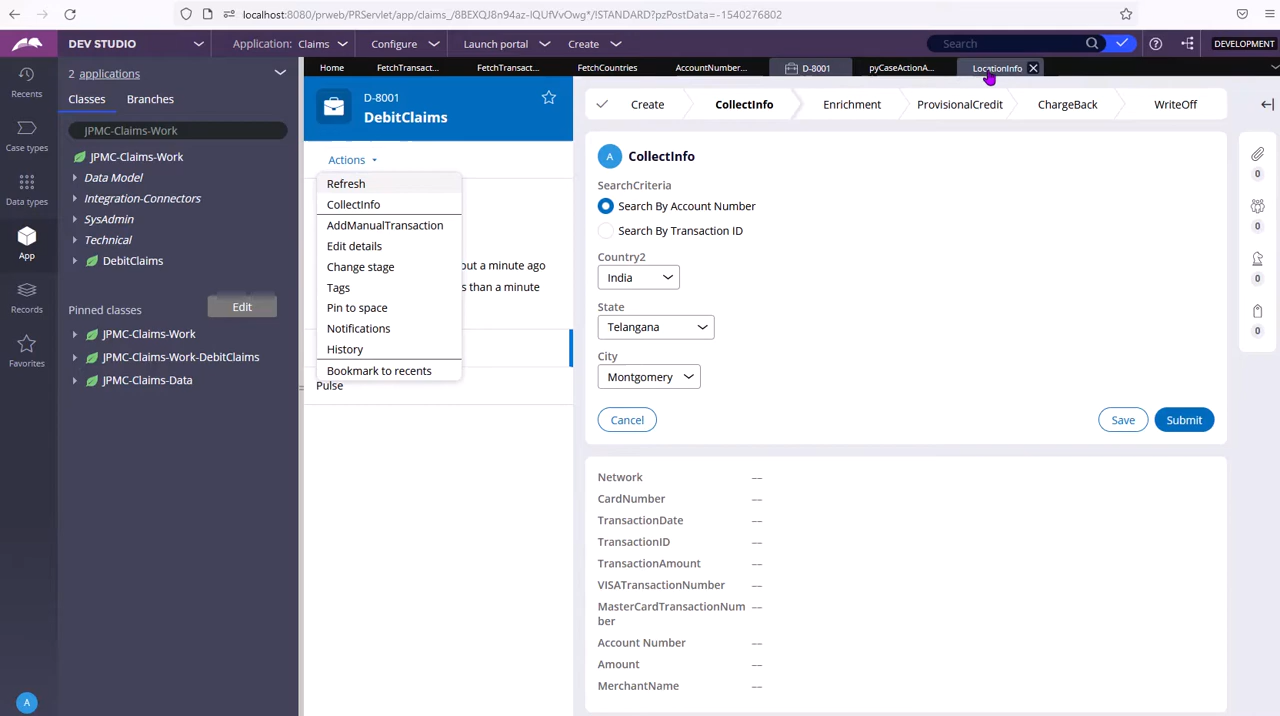 localhost:8080/prweb/PRServlet/app/claims_/8BEXQJ8n94az-IQUfVvOwg*/!STANDARD?pzPostData=-1540276802
DEV STUDIO
Application: Claims
Configure
Launch portal
Create
Search
DEVELOPMENT
Home
FetchTransact...
FetchTransact...
FetchCountries
AccountNumber...
D-8001
pyCaseActionA...
LocationInfo
Recents
Case types
Data types
App
Records
Favorites
A
2 applications
Classes
Branches
JPMC-Claims-Work
JPMC-Claims-Work
Data Model
Integration-Connectors
SysAdmin
Technical
DebitClaims
Pinned classes
Edit
JPMC-Claims-Work
JPMC-Claims-Work-DebitClaims
JPMC-Claims-Data
D-8001
DebitClaims
Actions
Refresh
CollectInfo
AddManualTransaction
Edit details
Change stage
Tags
Pin to space
Notifications
History
Bookmark to recents
out a minute ago
s than a minute
Pulse
Create
CollectInfo
Enrichment
ProvisionalCredit
ChargeBack
WriteOff
A
CollectInfo
SearchCriteria
Search By Account Number
Search By Transaction ID
Country2
India
State
Telangana
City
Montgomery
Cancel
Save
Submit
Network --
CardNumber --
TransactionDate --
TransactionID --
TransactionAmount --
VISATransactionNumber --
MasterCardTransactionNum --
ber
Account Number --
Amount --
MerchantName --
0
0
0
0